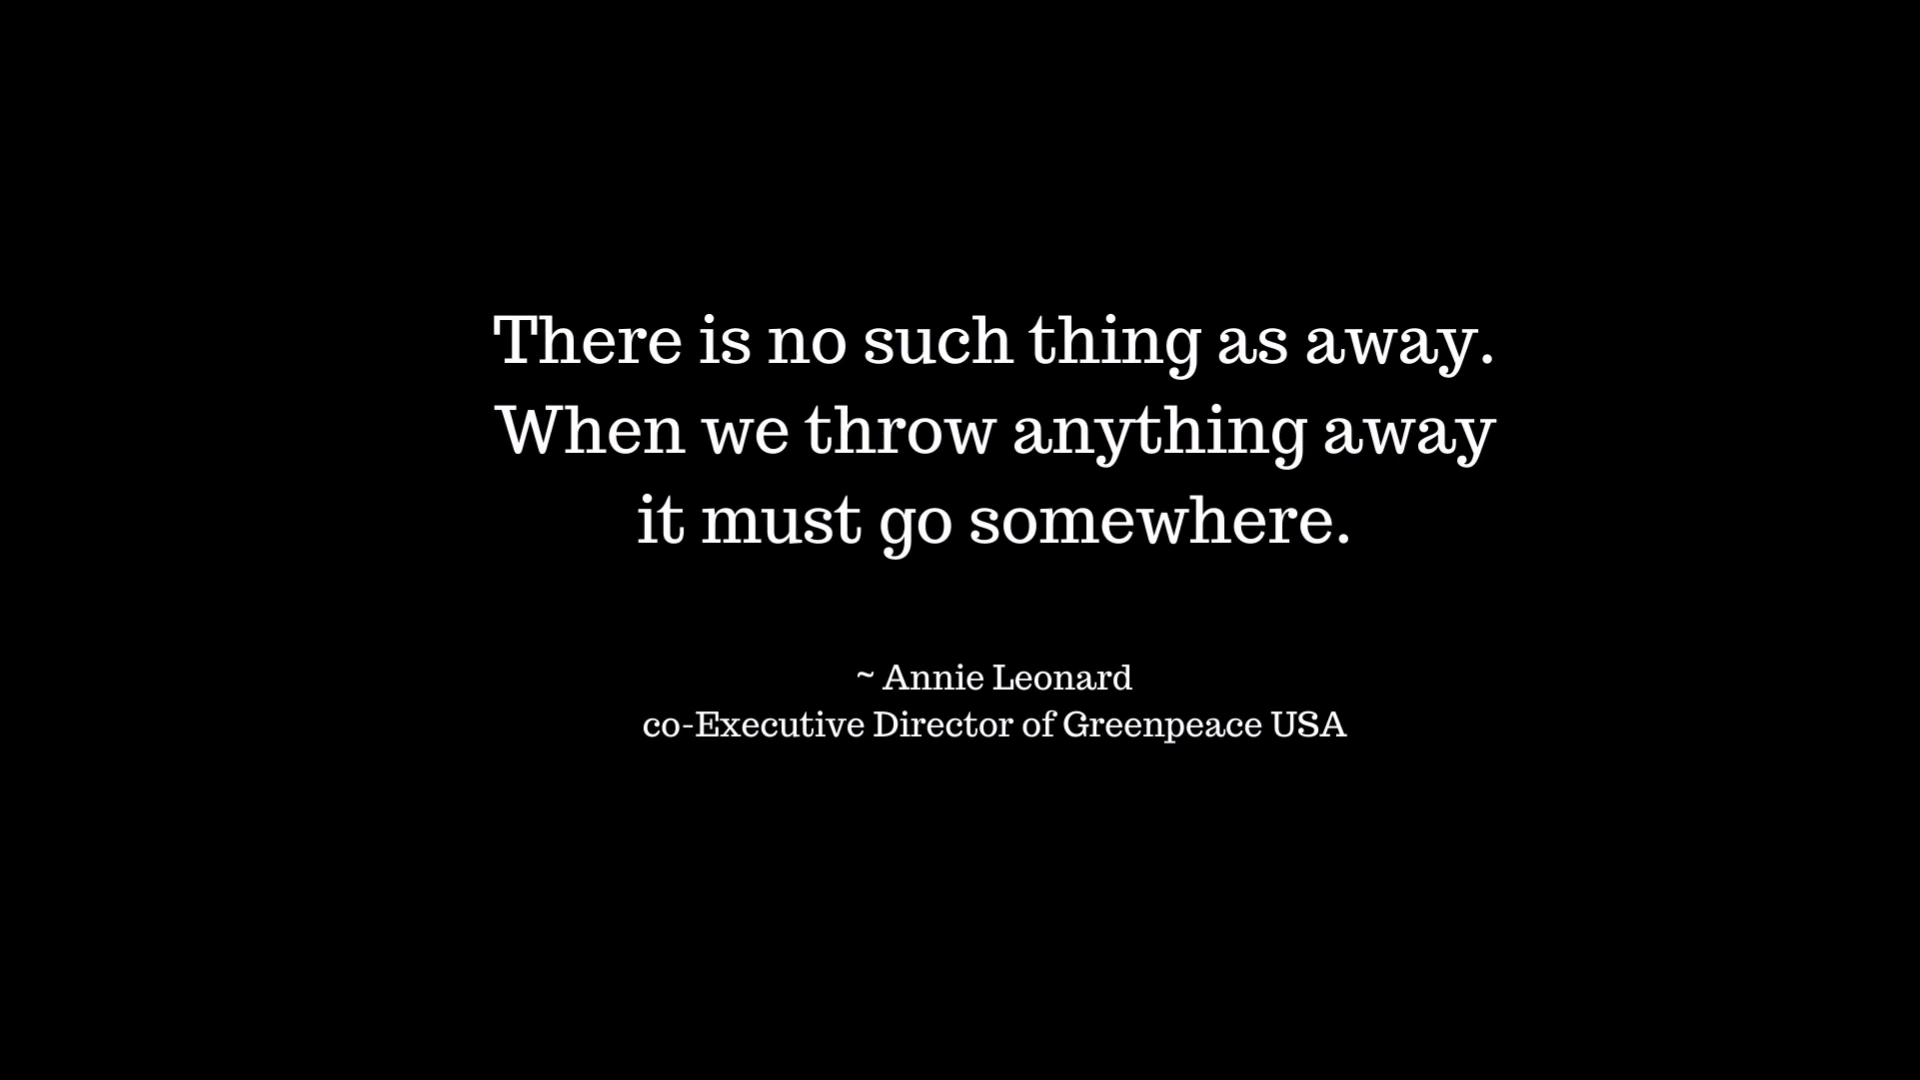 There is no such thing as away.
When we throw anything away
it must go somewhere.
~ Annie Leonard
co-Executive Director of Greenpeace USA